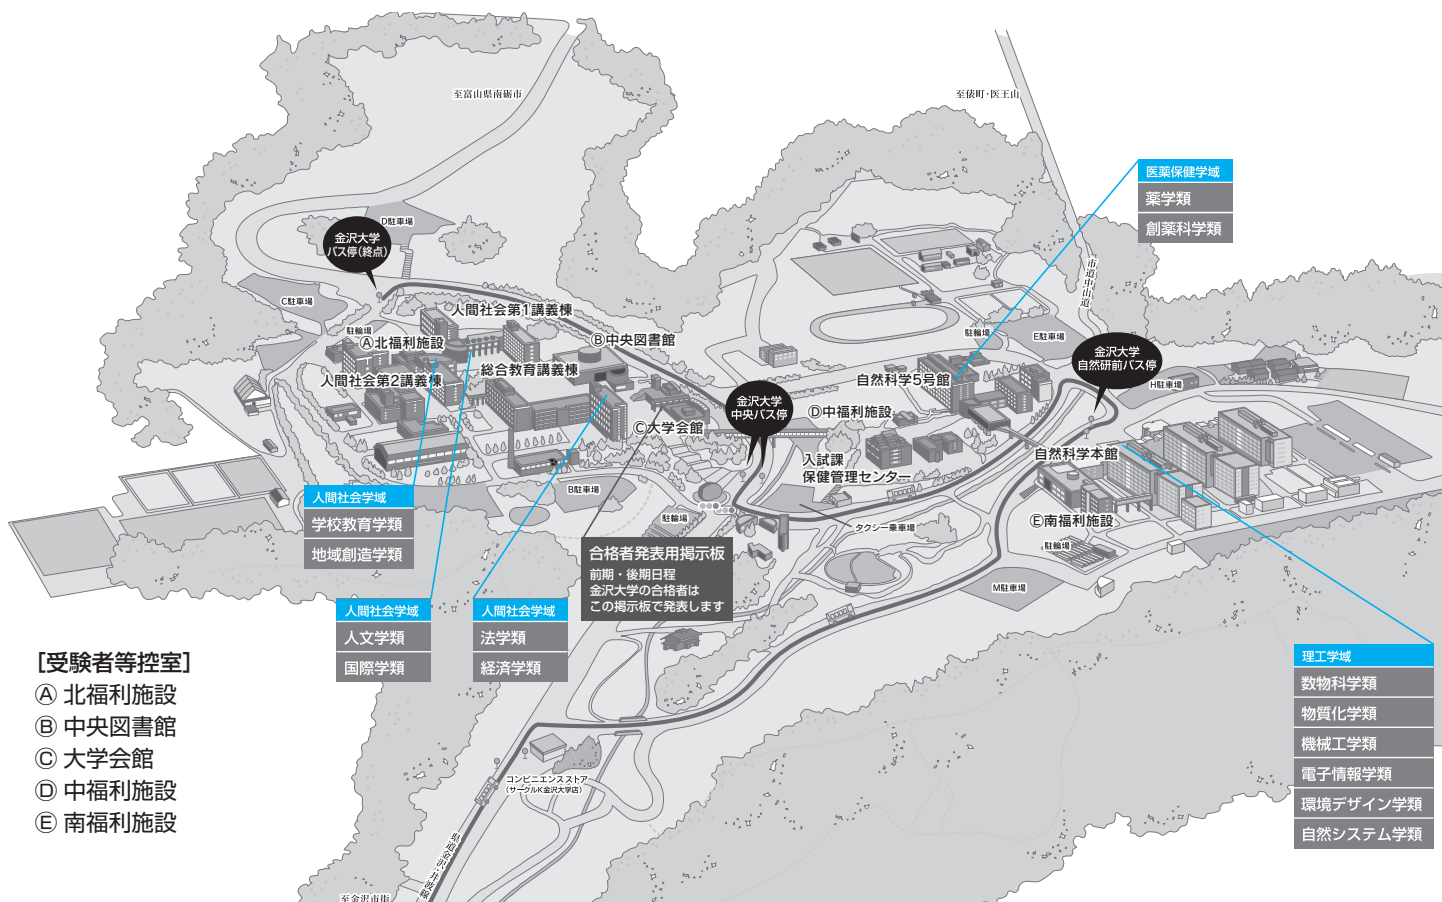 至富山県南砺市
至俵町・医王山
医薬保健学域
薬学類
創薬科学類
D駐車場
金沢大学
バス停(終点)
市道中山道
C駐車場
人間社会第1講義棟
駐輪場
Ⓐ北福利施設
Ⓑ中央図書館
駐輪場
E駐車場
金沢大学
自然研前バス停
人間社会第2講義棟
総合教育講義棟
自然科学5号館
H駐車場
金沢大学
中央バス停
Ⓓ中福利施設
Ⓒ大学会館
入試課
保健管理センター
自然科学本館
B駐車場
駐輪場
タクシー乗車場
Ⓔ南福利施設
駐輪場
M駐車場
人間社会学域
学校教育学類
地域創造学類
合格者発表用掲示板
前期・後期日程
金沢大学の合格者は
この掲示板で発表します
人間社会学域
人文学類
国際学類
人間社会学域
法学類
経済学類
理工学域
数物科学類
物質化学類
機械工学類
電子情報学類
環境デザイン学類
自然システム学類
[受験者等控室]
Ⓐ 北福利施設
Ⓑ 中央図書館
Ⓒ 大学会館
Ⓓ 中福利施設
Ⓔ 南福利施設
コンビニエンスストア
(サークルK金沢大学店)
県道金沢・井波線
至金沢市街